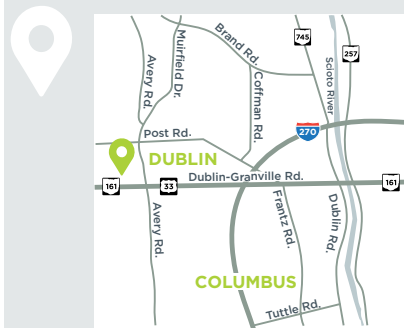 745
257
Brand Rd.
Muirfield Dr.
Avery Rd.
Coffman Rd.
Scioto River
270
Post Rd.
DUBLIN
Dublin-Granville Rd.
161
33
161
Avery Rd.
Frantz Rd.
Dublin Rd.
COLUMBUS
Tuttle Rd.